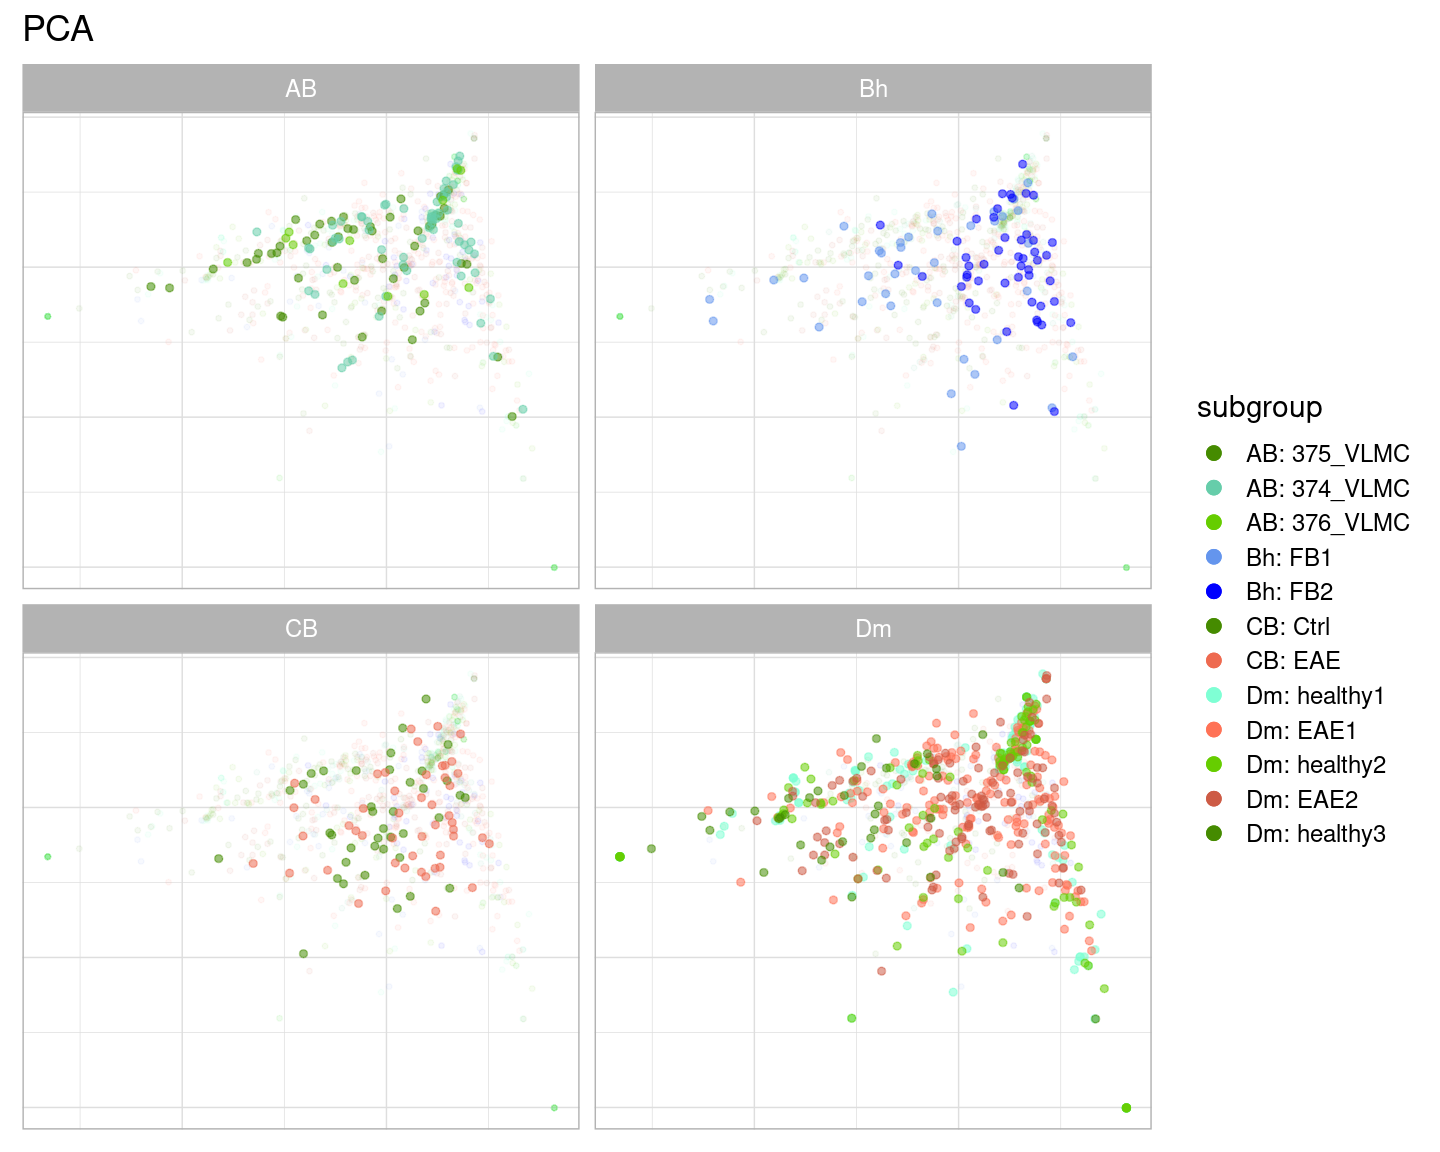 PCA
AB
Bh
CB
Dm
subgroup
AB: 375_VLMC
AB: 374_VLMC
AB: 376_VLMC
Bh: FB1
Bh: FB2
CB: Ctrl
CB: EAE
Dm: healthy1
Dm: EAE1
Dm: healthy2
Dm: EAE2
Dm: healthy3